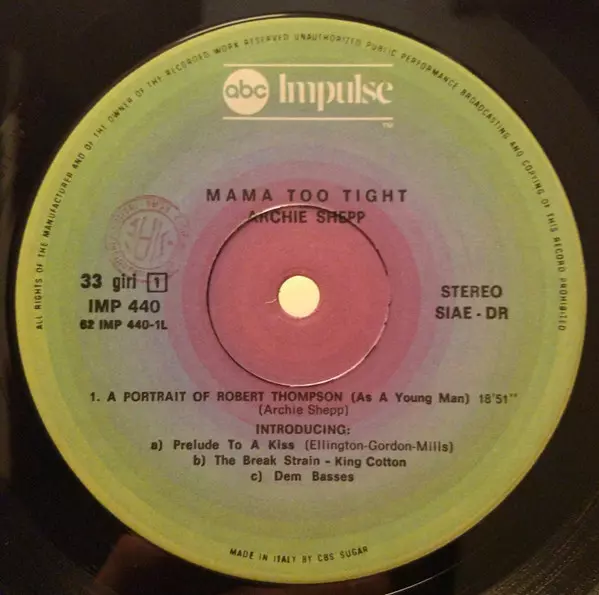 ALL RIGHTS OF THE MANUFACTURER AND OF THE OWNER OF THE RECORDED WORK RESERVED UNAUTHORIZED PUBLIC PERFORMANCE BROADCASTING AND COPYING OF THIS RECORD PROHIBITED
abc Impulse
TM
MAMA TOO TIGHT
ARCHIE SHEPP
33 giri 1
IMP 440
62 IMP 440-1L
STEREO
SIAE - DR
1. A PORTRAIT OF ROBERT THOMPSON (As A Young Man) 18'51"
(Archie Shepp)
INTRODUCING:
a) Prelude To A Kiss (Ellington-Gordon-Mills)
b) The Break Strain - King Cotton
c) Dem Basses
MADE IN ITALY BY CBS SUGAR